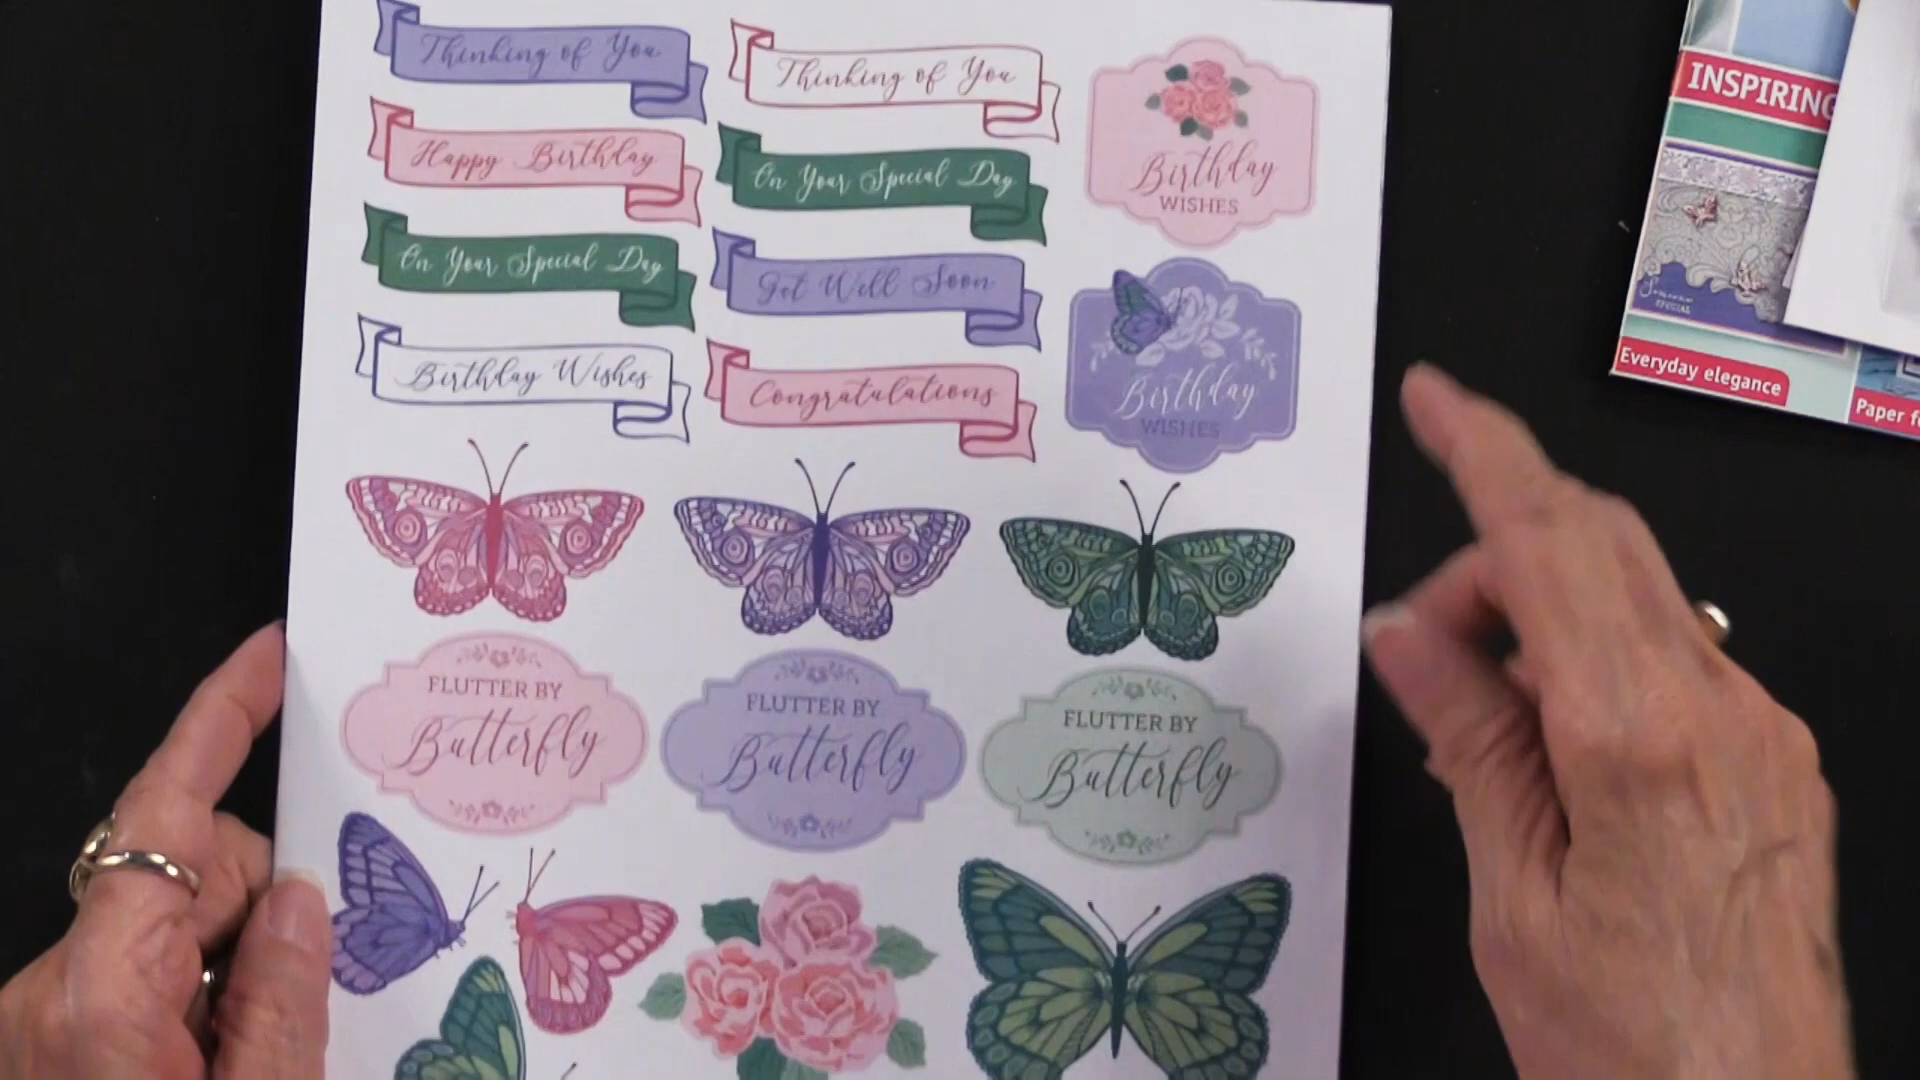 Thinking of You
Thinking of You
Happy Birthday
On Your Special Day
On Your Special Day
Get Well Soon
Birthday Wishes
Congratulations
Birthday
WISHES
Birthday
WISHES
FLUTTER BY
Butterfly
FLUTTER BY
Butterfly
FLUTTER BY
Butterfly
INSPIRING
SPECIAL
Everyday elegance
Paper